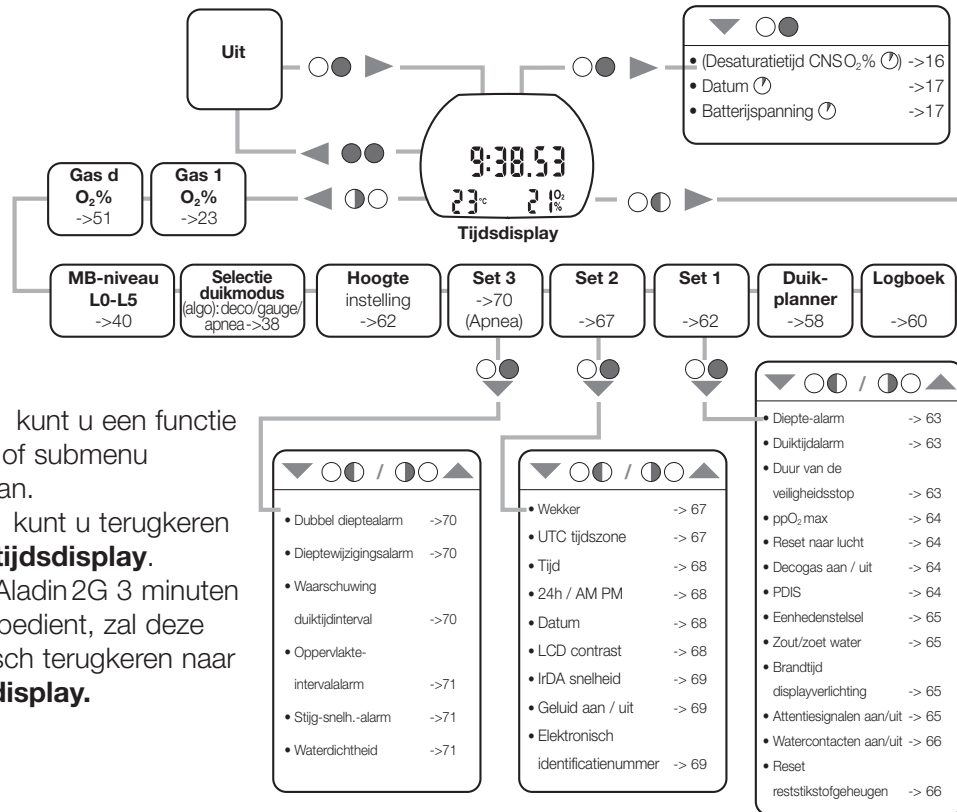 Uit
• (Desaturatietijd CNS O₂% ) ->16
• Datum ->17
• Batterijspanning ->17
9:38.53
23°C 21 O₂%
Tijdsdisplay
Gas d
O₂%
->51
Gas 1
O₂%
->23
MB-niveau
L0-L5
->40
Selectie
duikmodus
(algo): deco/gauge/
apnea ->38
Hoogte
instelling
->62
Set 3
->70
(Apnea)
Set 2
->67
Set 1
->62
Duik-
planner
->58
Logboek
->60
kunt u een functie
of submenu
an.
kunt u terugkeren
tijdsdisplay.
Aladin 2G 3 minuten
bedient, zal deze
sch terugkeren naar
display.
/
• Dubbel dieptealarm ->70
• Dieptewijzigingsalarm ->70
• Waarschuwing
duiktijdinterval ->70
• Oppervlakte-
intervalalarm ->71
• Stijg-snelh.-alarm ->71
• Waterdichtheid ->71
/
• Wekker -> 67
• UTC tijdszone -> 67
• Tijd -> 68
• 24h / AM PM -> 68
• Datum -> 68
• LCD contrast -> 68
• IrDA snelheid -> 69
• Geluid aan / uit -> 69
• Elektronisch
identificatienummer -> 69
/
• Diepte-alarm -> 63
• Duiktijdalarm -> 63
• Duur van de
veiligheidsstop -> 63
• ppO₂ max -> 64
• Reset naar lucht -> 64
• Decogas aan / uit -> 64
• PDIS -> 64
• Eenhedenstelsel -> 65
• Zout/zoet water -> 65
• Brandtijd
displayverlichting -> 65
• Attentiesignalen aan/uit -> 65
• Watercontacten aan/uit -> 66
• Reset
reststikstofgeheugen -> 66